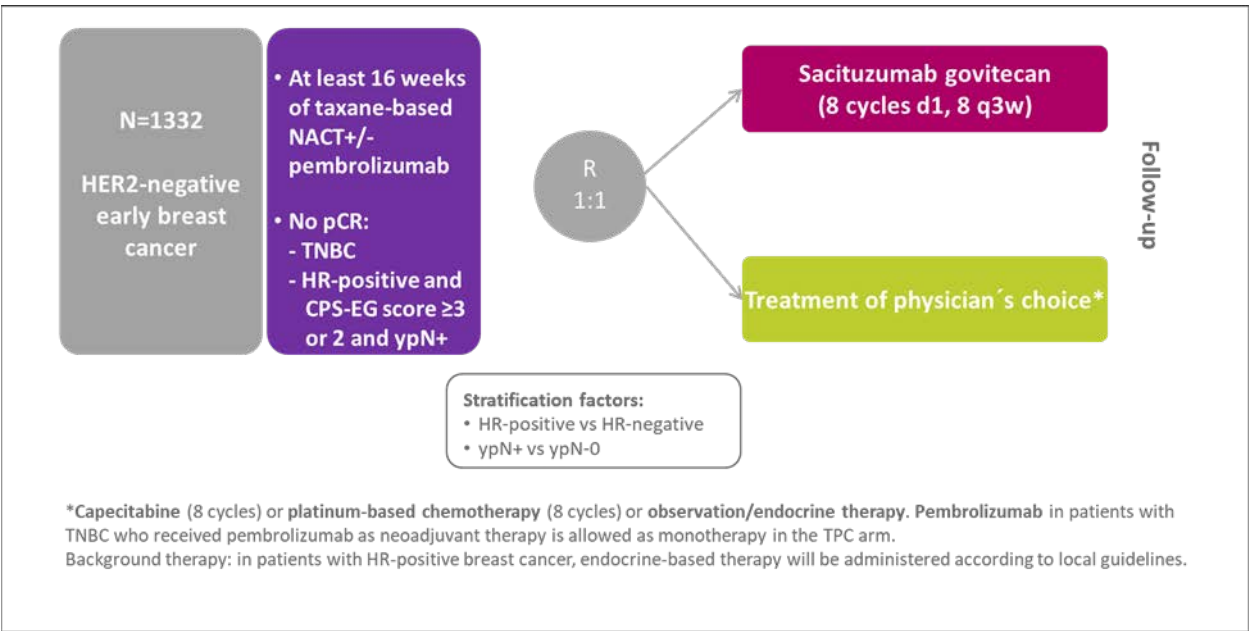 N=1332
HER2-negative
early breast
cancer
• At least 16 weeks
of taxane-based
NACT+/-
pembrolizumab
• No pCR:
- TNBC
- HR-positive and
CPS-EG score ≥3
or 2 and ypN+
R
1:1
Sacituzumab govitecan
(8 cycles d1, 8 q3w)
Treatment of physician´s choice*
Follow-up
Stratification factors:
• HR-positive vs HR-negative
• ypN+ vs ypN-0
*Capecitabine (8 cycles) or platinum-based chemotherapy (8 cycles) or observation/endocrine therapy. Pembrolizumab in patients with
TNBC who received pembrolizumab as neoadjuvant therapy is allowed as monotherapy in the TPC arm.
Background therapy: in patients with HR-positive breast cancer, endocrine-based therapy will be administered according to local guidelines.